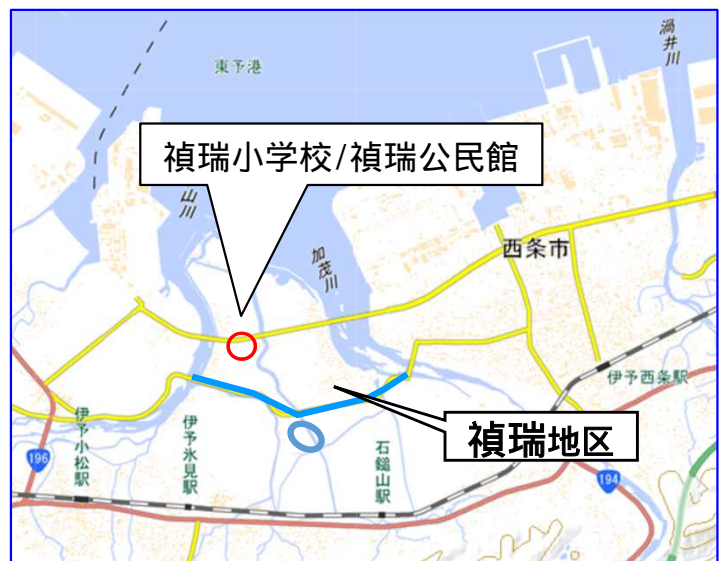 渦井川
東予港
禎瑞小学校/禎瑞公民館
山川
加茂川
西条市
伊予西条駅
禎瑞地区
伊予小松駅
伊予氷見駅
石鎚山駅
196
194